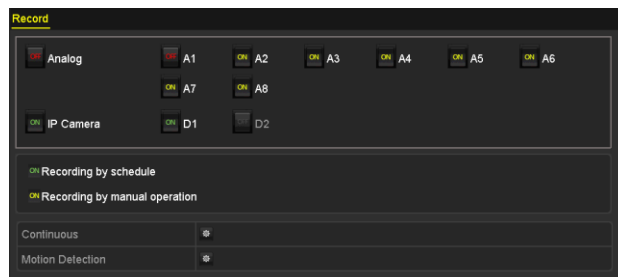 Record
OFF Analog OFF A1 ON A2 ON A3 ON A4 ON A5 ON A6
ON A7 ON A8
ON IP Camera ON D1 OFF D2
ON Recording by schedule
ON Recording by manual operation
Continuous
Motion Detection